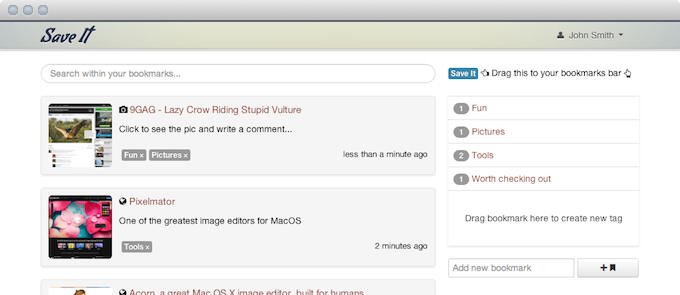 Save It
John Smith
Search within your bookmarks...
Save It Drag this to your bookmarks bar
9GAG - Lazy Crow Riding Stupid Vulture
Click to see the pic and write a comment...
Fun x Pictures x
less than a minute ago
Pixelmator
One of the greatest image editors for MacOS
Tools x
2 minutes ago
Acorn, a great Mac OS X image editor, built for humans.
1 Fun
1 Pictures
2 Tools
1 Worth checking out
Drag bookmark here to create new tag
Add new bookmark
+